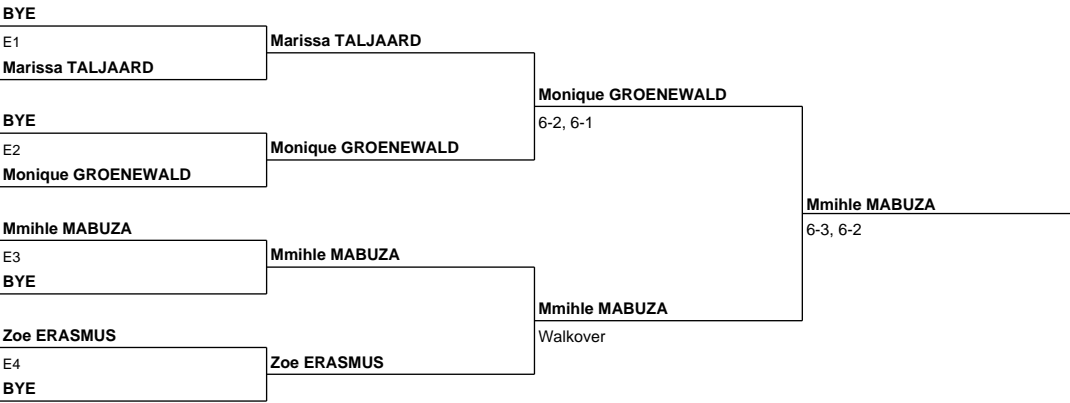 BYE
E1
Marissa TALJAARD
BYE
E2
Monique GROENEWALD
Mmihle MABUZA
E3
BYE
Zoe ERASMUS
E4
BYE
Marissa TALJAARD
Monique GROENEWALD
Mmihle MABUZA
Zoe ERASMUS
Monique GROENEWALD
6-2, 6-1
Mmihle MABUZA
Walkover
Mmihle MABUZA
6-3, 6-2